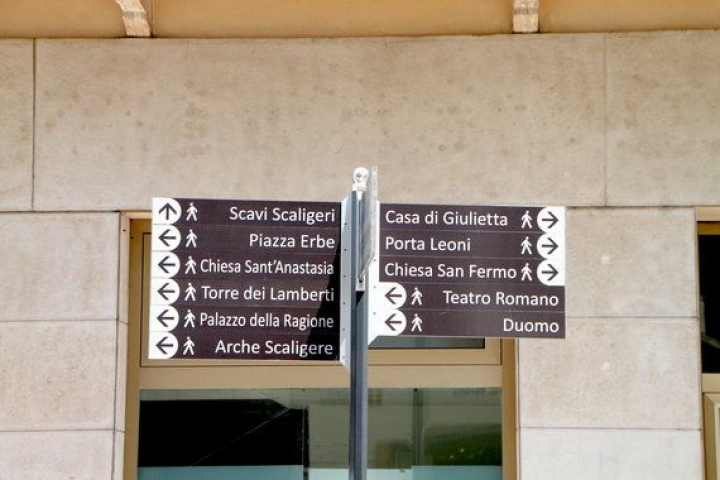 Scavi Scaligeri
Piazza Erbe
Chiesa Sant'Anastasia
Torre dei Lamberti
Palazzo della Ragione
Arche Scaligere
Casa di Giulietta
Porta Leoni
Chiesa San Fermo
Teatro Romano
Duomo